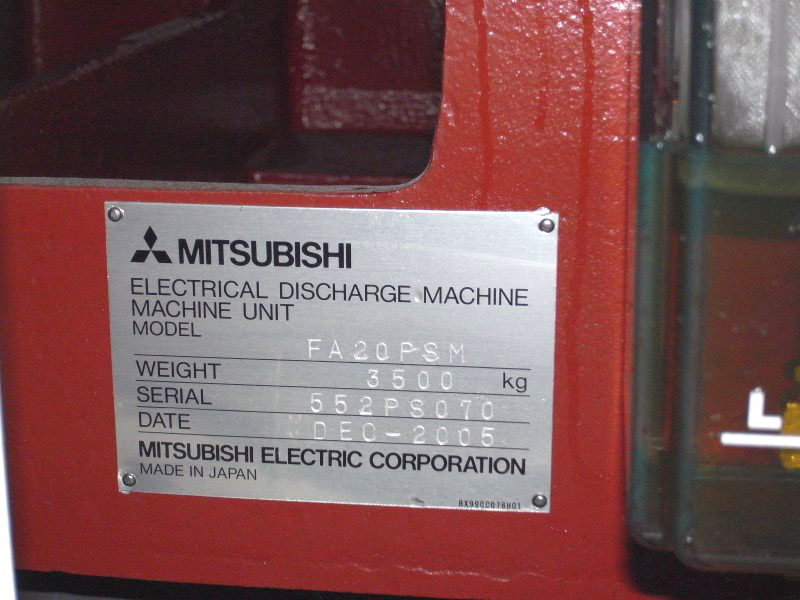 MITSUBISHI
ELECTRICAL DISCHARGE MACHINE
MACHINE UNIT
MODEL FA20PSM
WEIGHT 3500 kg
SERIAL 552PS070
DATE DEC-2005
MITSUBISHI ELECTRIC CORPORATION
MADE IN JAPAN